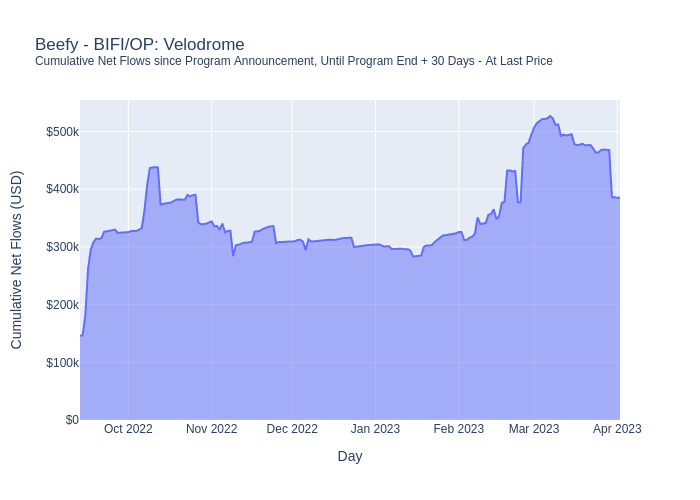 Beefy - BIFI/OP: Velodrome
Cumulative Net Flows since Program Announcement, Until Program End + 30 Days - At Last Price
Cumulative Net Flows (USD)
$500k
$400k
$300k
$200k
$100k
$0
Oct 2022
Nov 2022
Dec 2022
Jan 2023
Feb 2023
Mar 2023
Apr 2023
Day